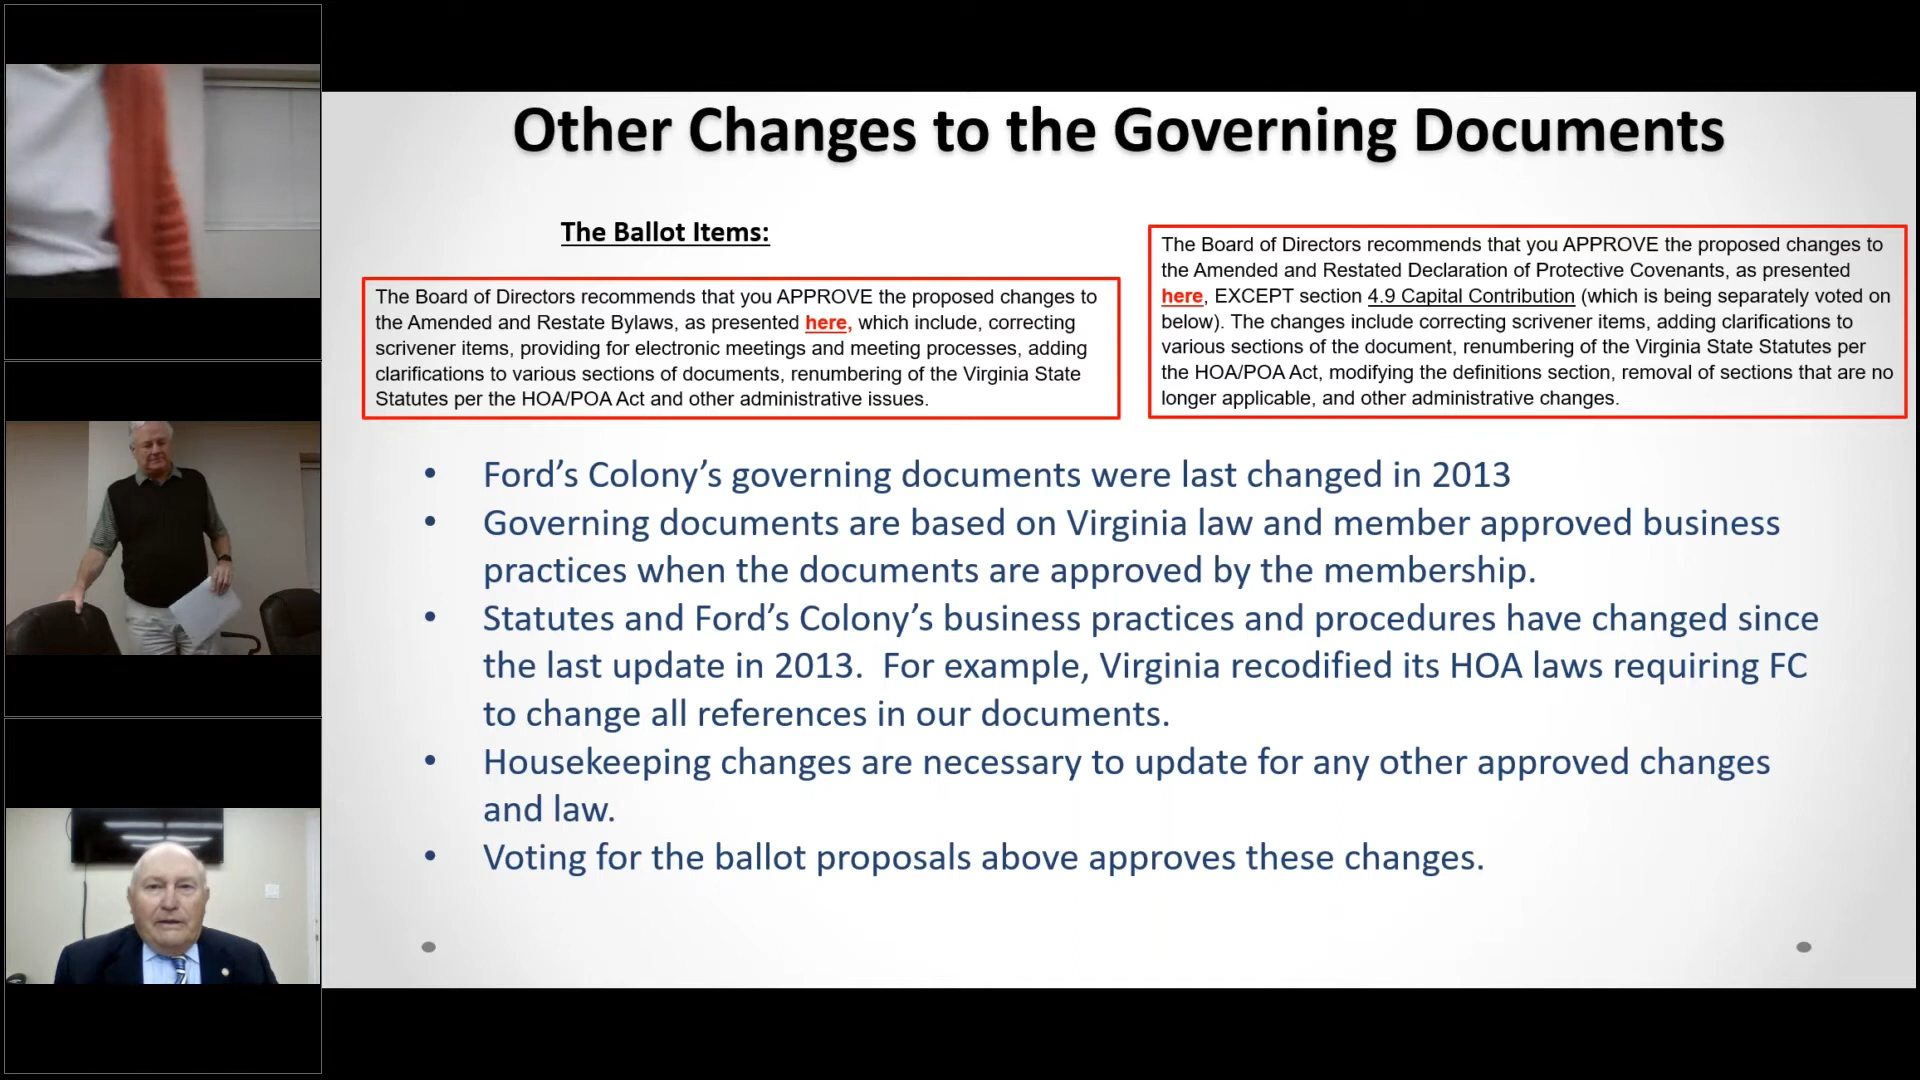 Other Changes to the Governing Documents
The Ballot Items:
The Board of Directors recommends that you APPROVE the proposed changes to
the Amended and Restate Bylaws, as presented here, which include, correcting
scrivener items, providing for electronic meetings and meeting processes, adding
clarifications to various sections of documents, renumbering of the Virginia State
Statutes per the HOA/POA Act and other administrative issues.
The Board of Directors recommends that you APPROVE the proposed changes to
the Amended and Restated Declaration of Protective Covenants, as presented
here, EXCEPT section 4.9 Capital Contribution (which is being separately voted on
below). The changes include correcting scrivener items, adding clarifications to
various sections of the document, renumbering of the Virginia State Statutes per
the HOA/POA Act, modifying the definitions section, removal of sections that are no
longer applicable, and other administrative changes.
• Ford’s Colony’s governing documents were last changed in 2013
• Governing documents are based on Virginia law and member approved business
practices when the documents are approved by the membership.
• Statutes and Ford’s Colony’s business practices and procedures have changed since
the last update in 2013.  For example, Virginia recodified its HOA laws requiring FC
to change all references in our documents.
• Housekeeping changes are necessary to update for any other approved changes
and law.
• Voting for the ballot proposals above approves these changes.